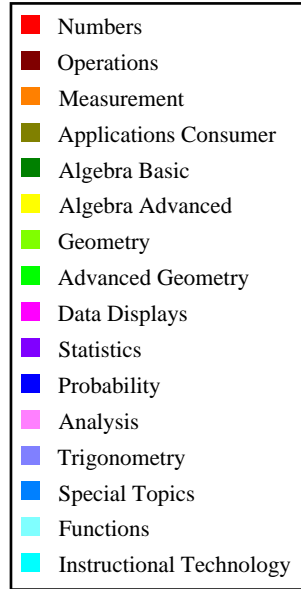 Numbers
Operations
Measurement
Applications Consumer
Algebra Basic
Algebra Advanced
Geometry
Advanced Geometry
Data Displays
Statistics
Probability
Analysis
Trigonometry
Special Topics
Functions
Instructional Technology